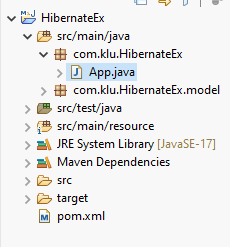 HibernateEx
src/main/java
com.klu.HibernateEx
App.java
com.klu.HibernateEx.model
src/test/java
src/main/resource
JRE System Library [JavaSE-17]
Maven Dependencies
src
target
pom.xml